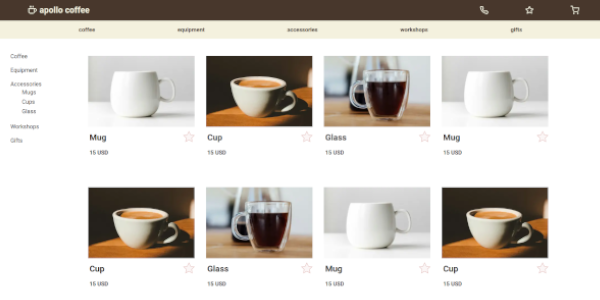 apollo coffee
coffee equipment accessories workshops gifts
Coffee
Equipment
Accessories
Mugs
Cups
Glass
Workshops
Gifts
Mug Cup Glass Mug
15 USD 15 USD 15 USD 15 USD
Cup Glass Mug Cup
15 USD 15 USD 15 USD 15 USD